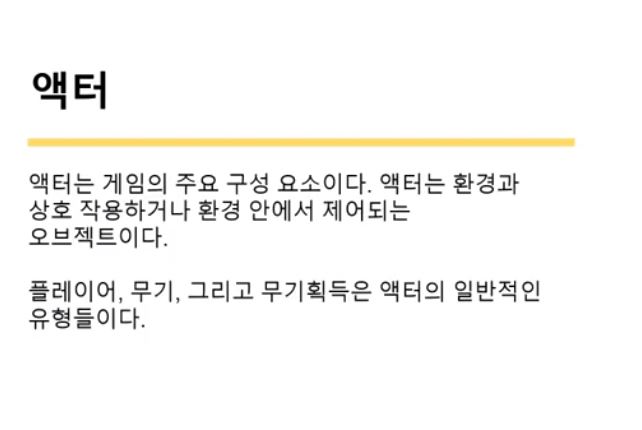 액터
액터는 게임의 주요 구성 요소이다. 액터는 환경과
상호 작용하거나 환경 안에서 제어되는
오브젝트이다.
플레이어, 무기, 그리고 무기획득은 액터의 일반적인
유형들이다.